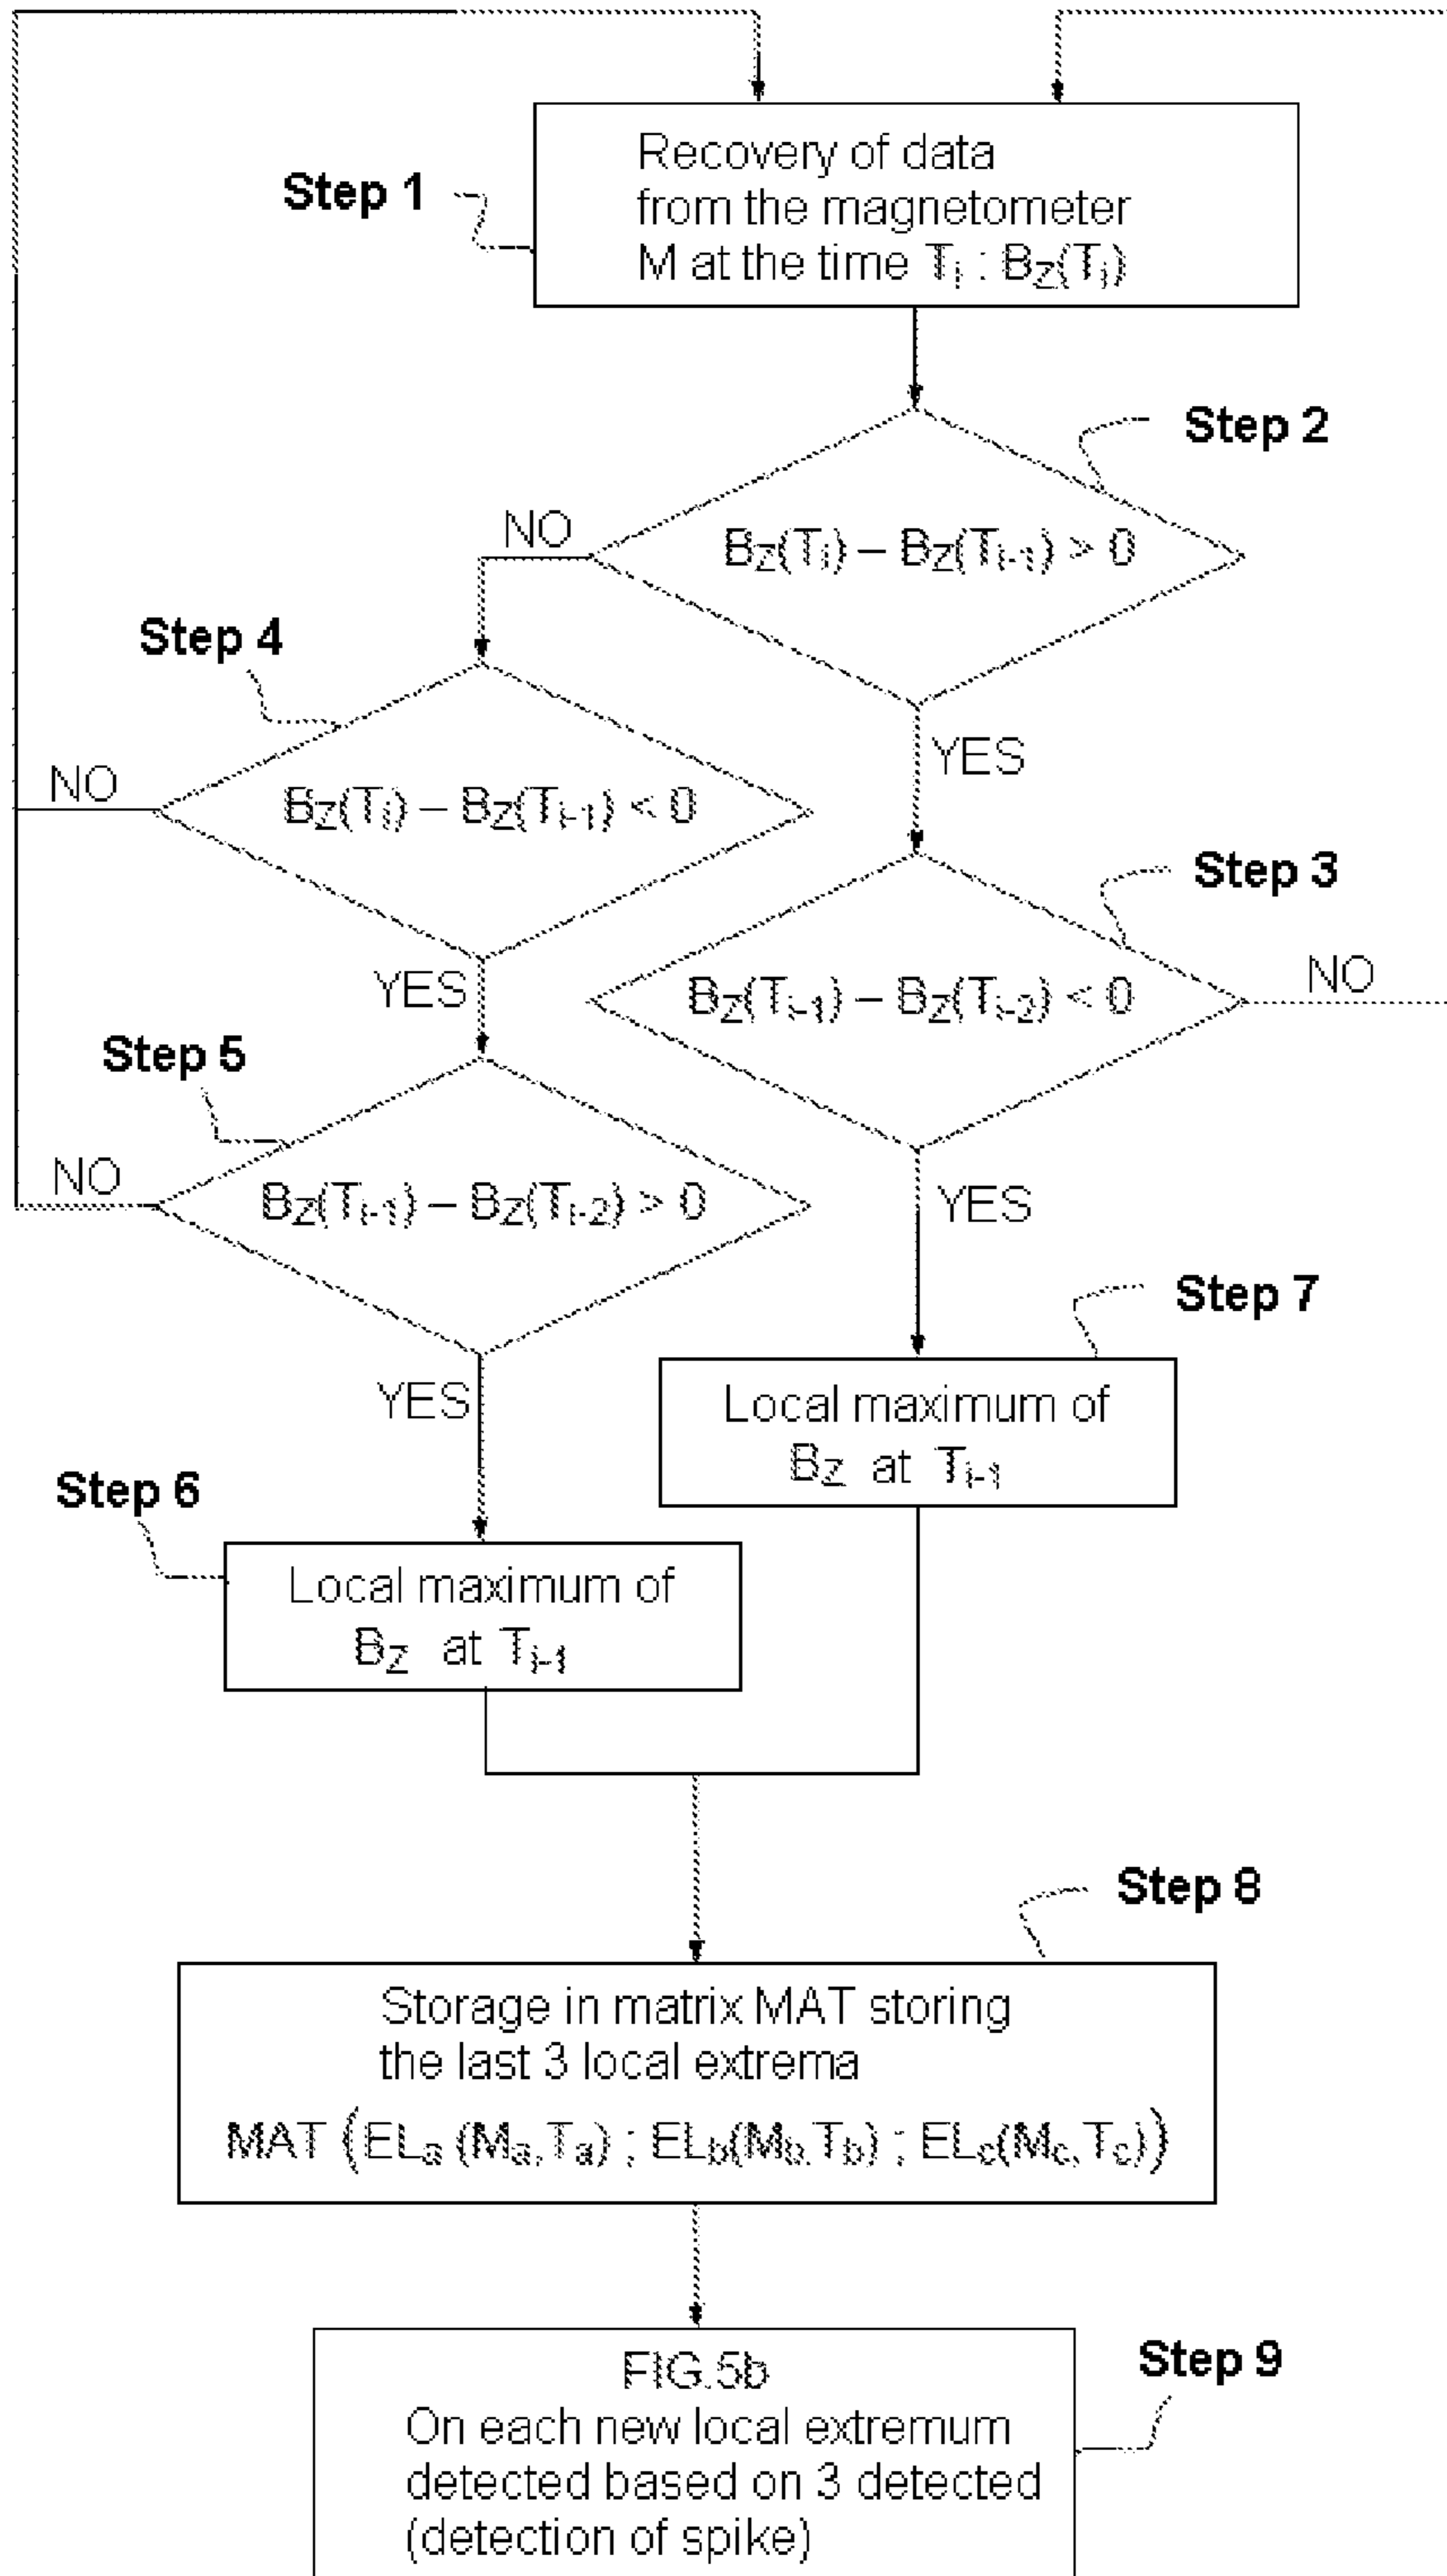 Step 1
Recovery of data
from the magnetometer
M at the time Ti : BZ(Ti)
Step 2
NO
BZ(Ti) – BZ(Ti-1) > 0
Step 4
YES
NO
BZ(Ti) – BZ(Ti-1) < 0
Step 3
YES
BZ(Ti-1) – BZ(Ti-2) < 0
NO
Step 5
NO
BZ(Ti-1) – BZ(Ti-2) > 0
YES
Step 7
YES
Local maximum of
BZ at Ti-1
Step 6
Local maximum of
BZ at Ti-1
Step 8
Storage in matrix MAT storing
the last 3 local extrema
MAT (ELa (Ma,Ta) ; ELb(Mb,Tb) ; ELc(Mc,Tc))
FIG.5b
Step 9
On each new local extremum
detected based on 3 detected
(detection of spike)